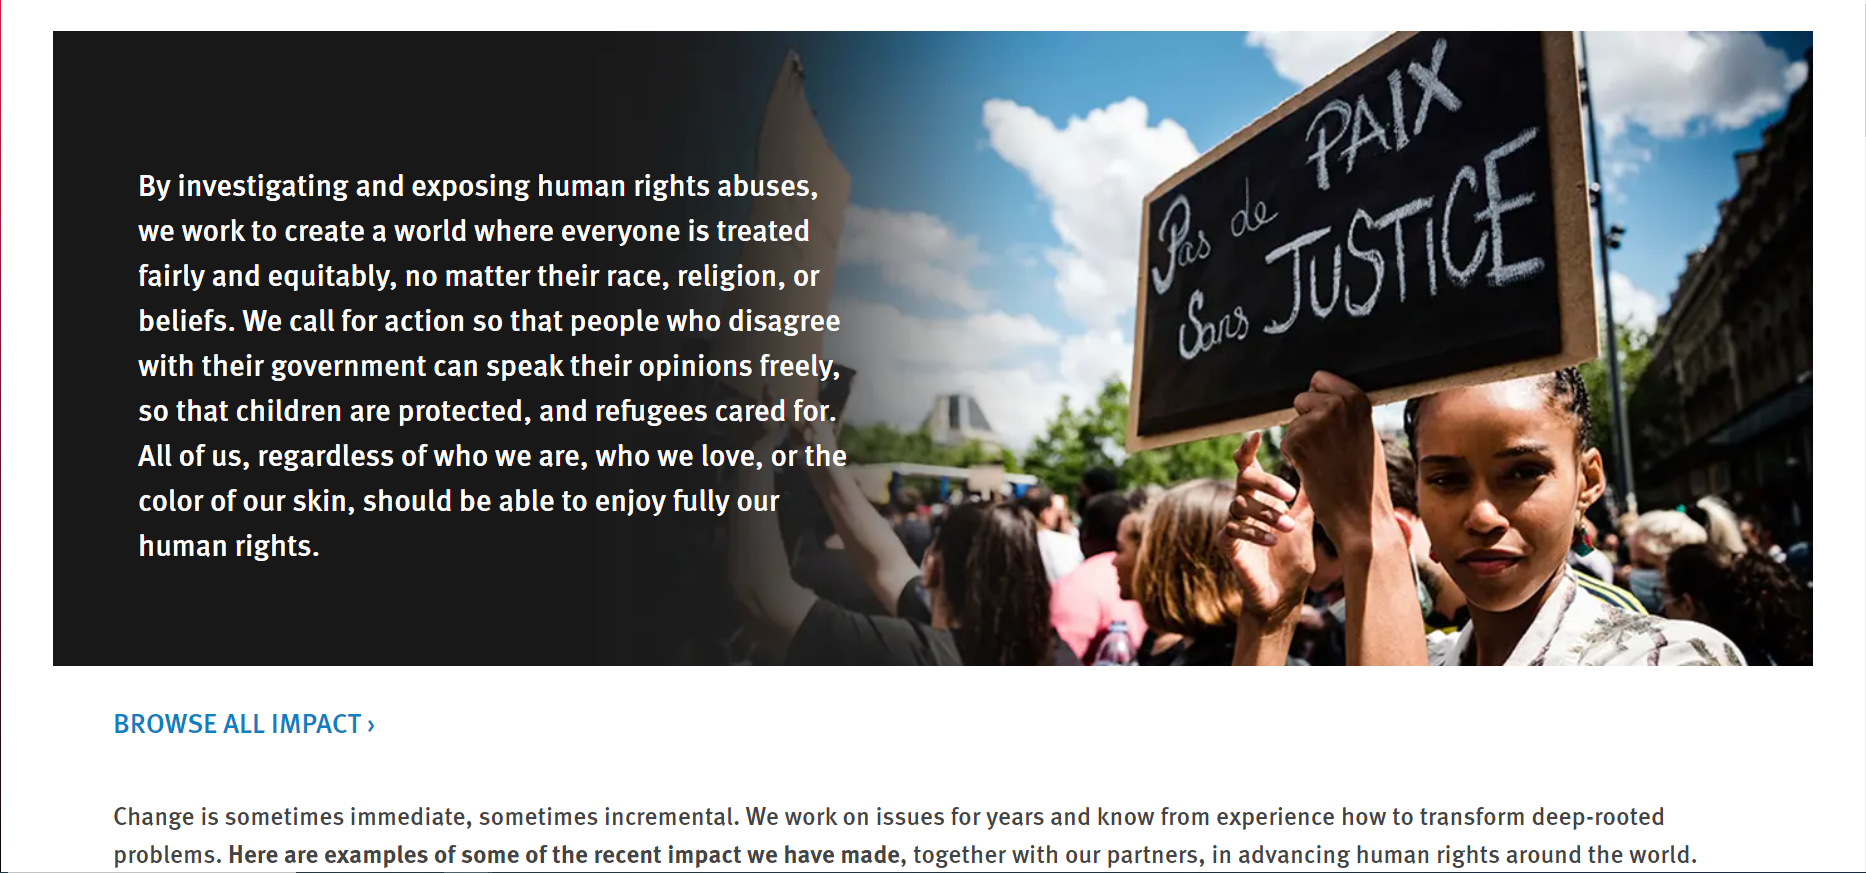 By investigating and exposing human rights abuses,
we work to create a world where everyone is treated
fairly and equitably, no matter their race, religion, or
beliefs. We call for action so that people who disagree
with their government can speak their opinions freely,
so that children are protected, and refugees cared for.
All of us, regardless of who we are, who we love, or the
color of our skin, should be able to enjoy fully our
human rights.
Pas de PAIX
Sans JUSTICE
BROWSE ALL IMPACT ›
Change is sometimes immediate, sometimes incremental. We work on issues for years and know from experience how to transform deep-rooted
problems. Here are examples of some of the recent impact we have made, together with our partners, in advancing human rights around the world.